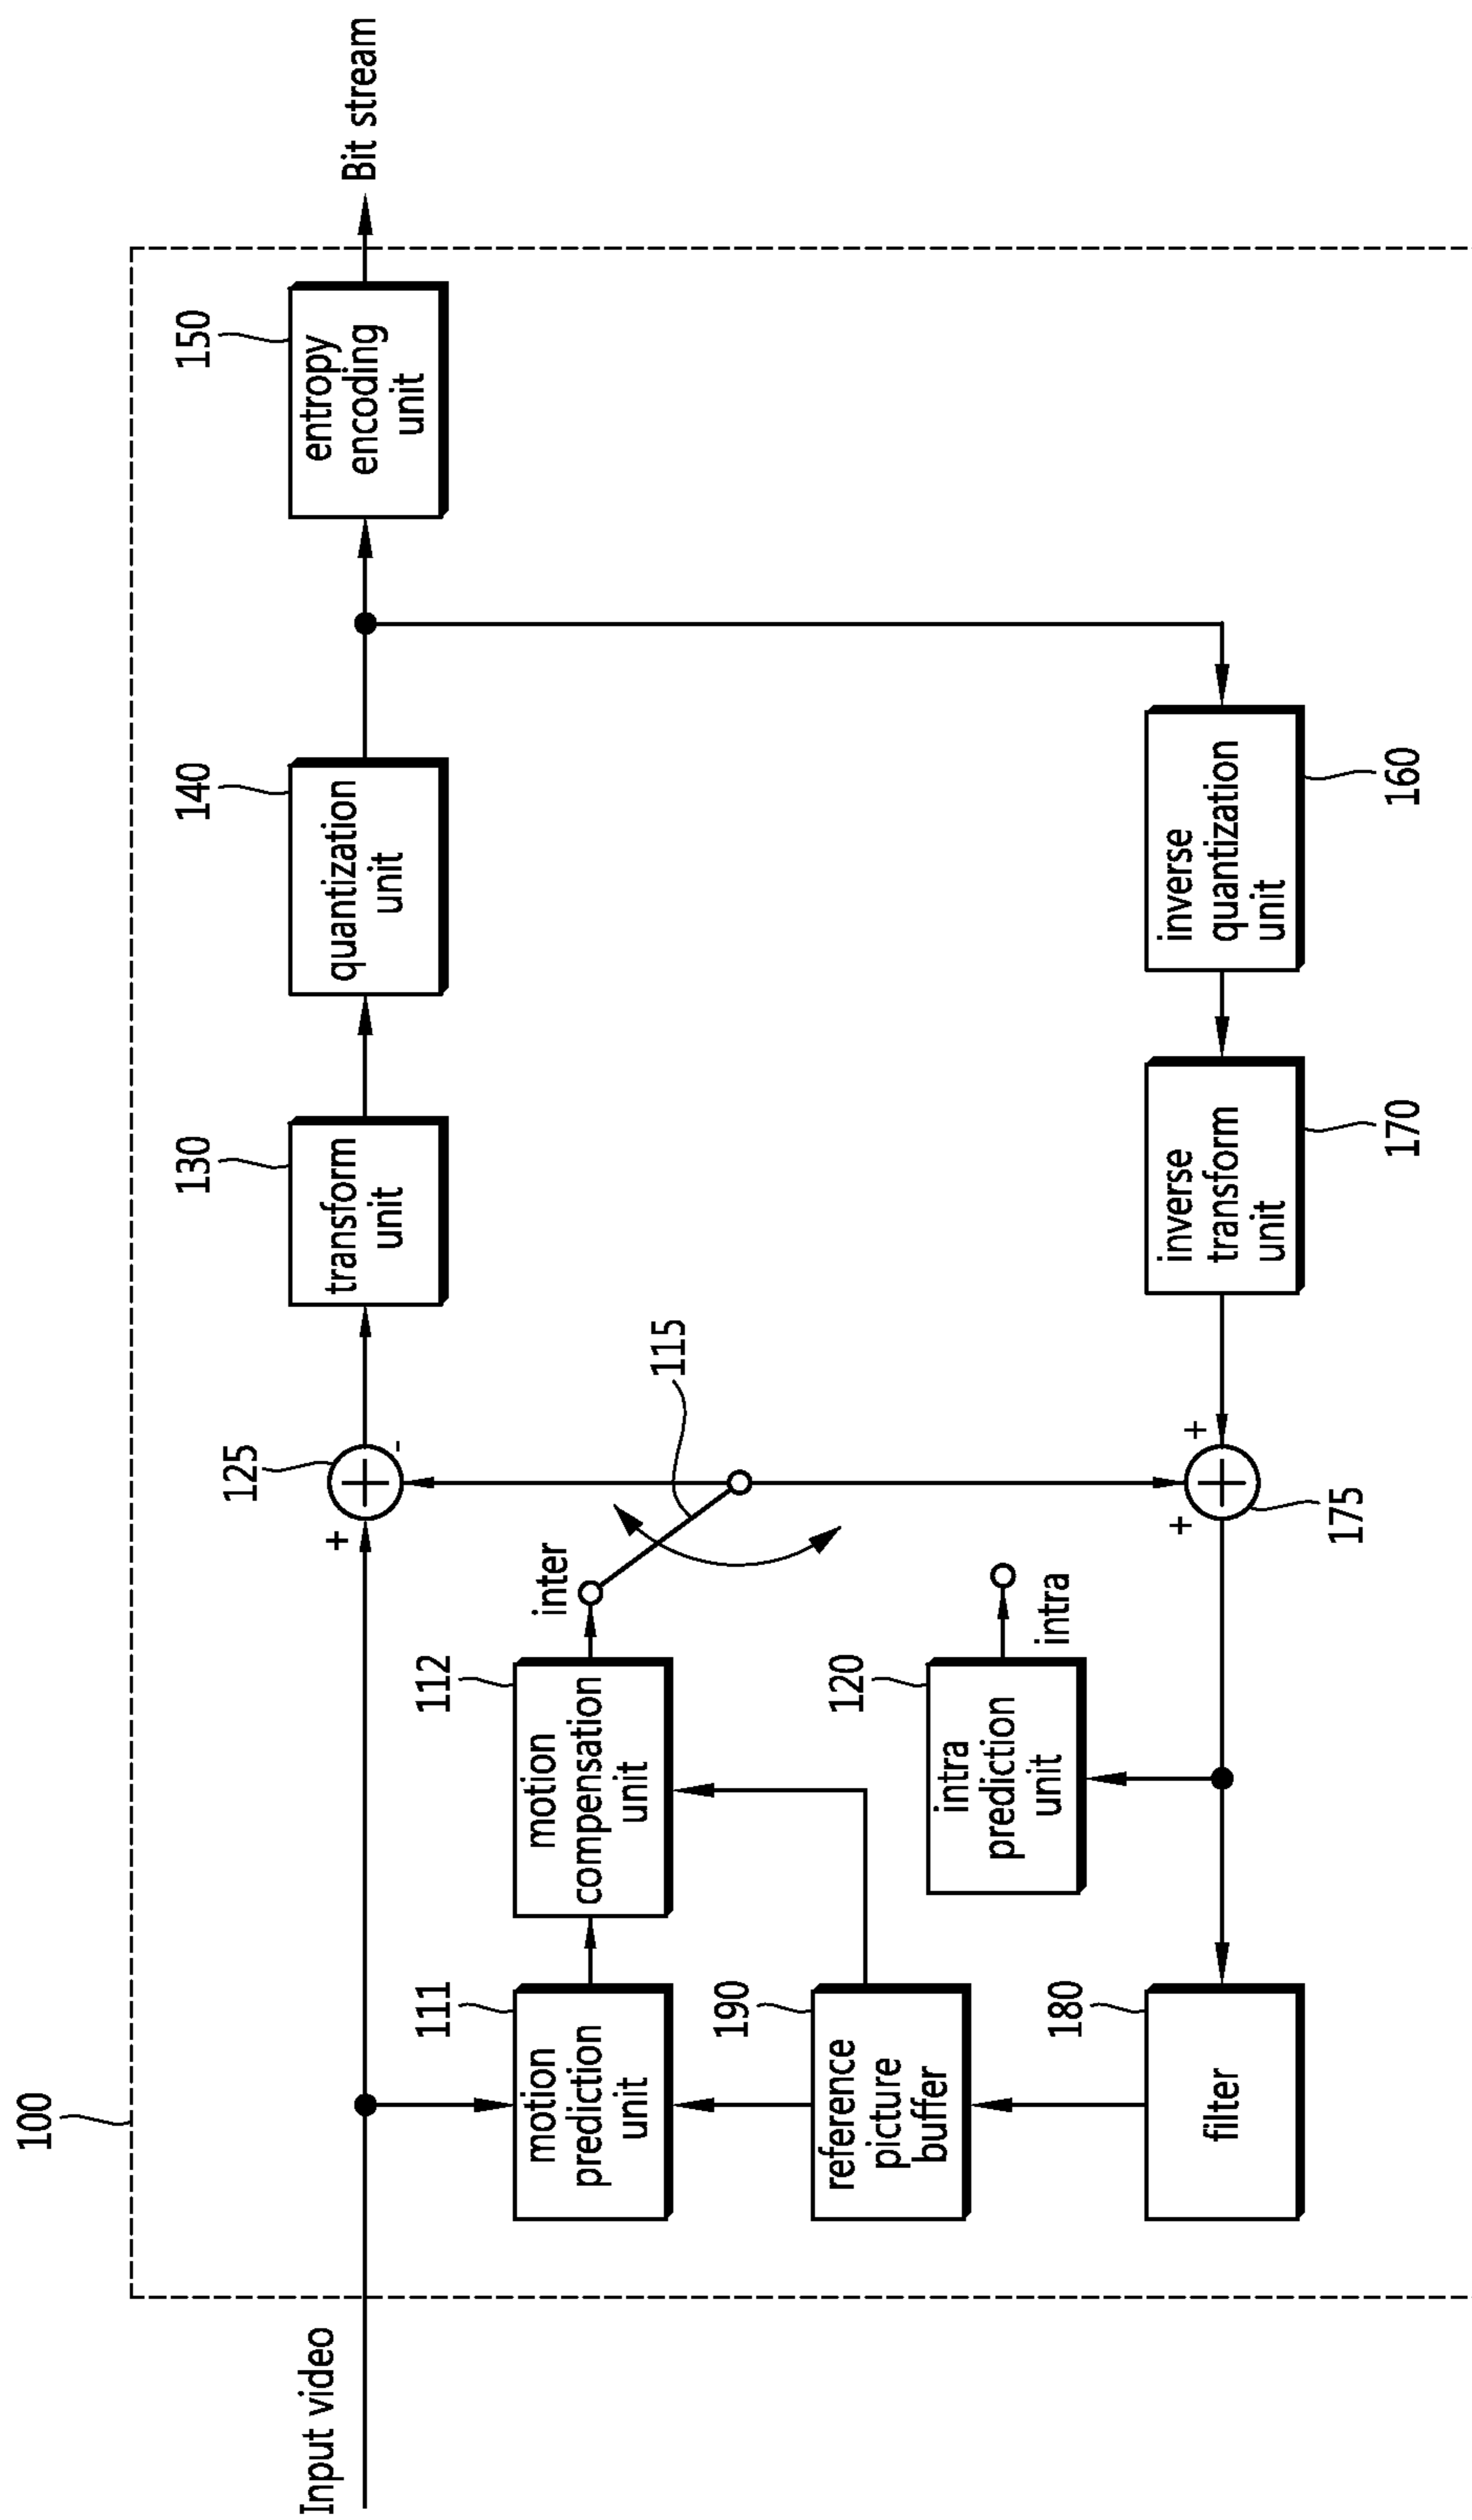 100
Input video
Bit stream
125
+
-
130
transform
unit
140
quantization
unit
150
entropy
encoding
unit
111
motion
prediction
unit
112
motion
compensation
unit
inter
115
190
reference
picture
buffer
120
intra
prediction
unit
intra
180
filter
175
+
+
inverse
transform
unit
170
inverse
quantization
unit
160